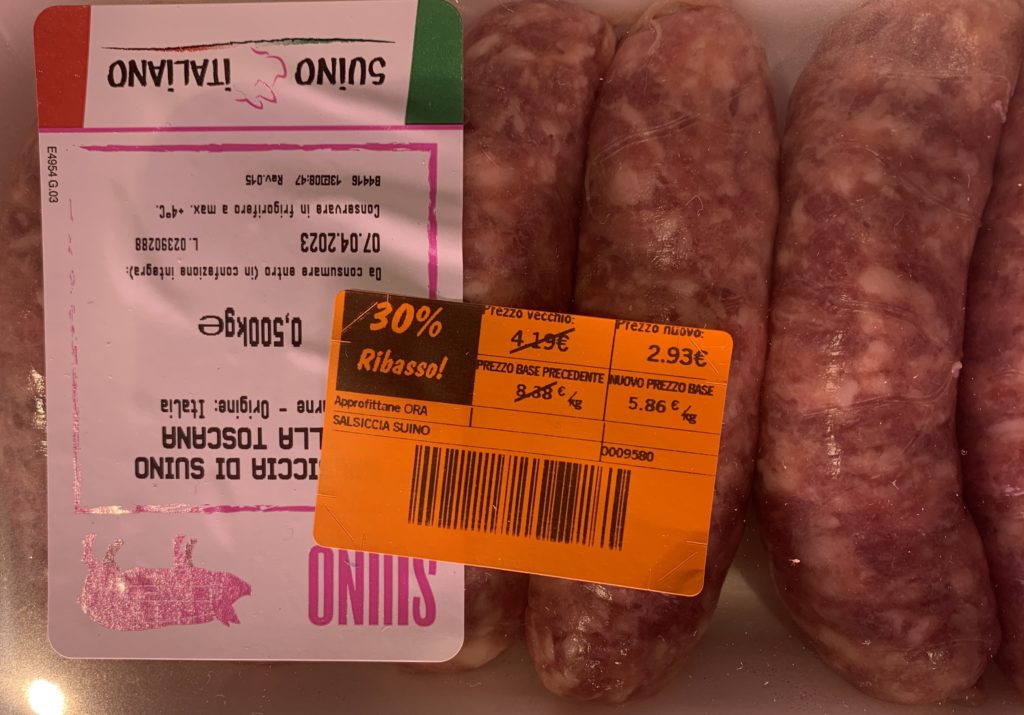 SUINO ITALIANO
E4954 G.03
B4416 13 08:47 Rev.015
Conservare in frigorifero a max. +4°C.
07.04.2023 L.02390288
Da consumare entro (in confezione integra):
0,500kg e
rne - Origine: Italia
LLA TOSCANA
SICCIA DI SUINO
SUINO
30%
Ribasso!
Prezzo vecchio:
4.19€
Prezzo nuovo:
2.93€
PREZZO BASE PRECEDENTE
8.38 € /kg
NUOVO PREZZO BASE
5.86 € /kg
Approfittane ORA
SALSICCIA SUINO
0009580